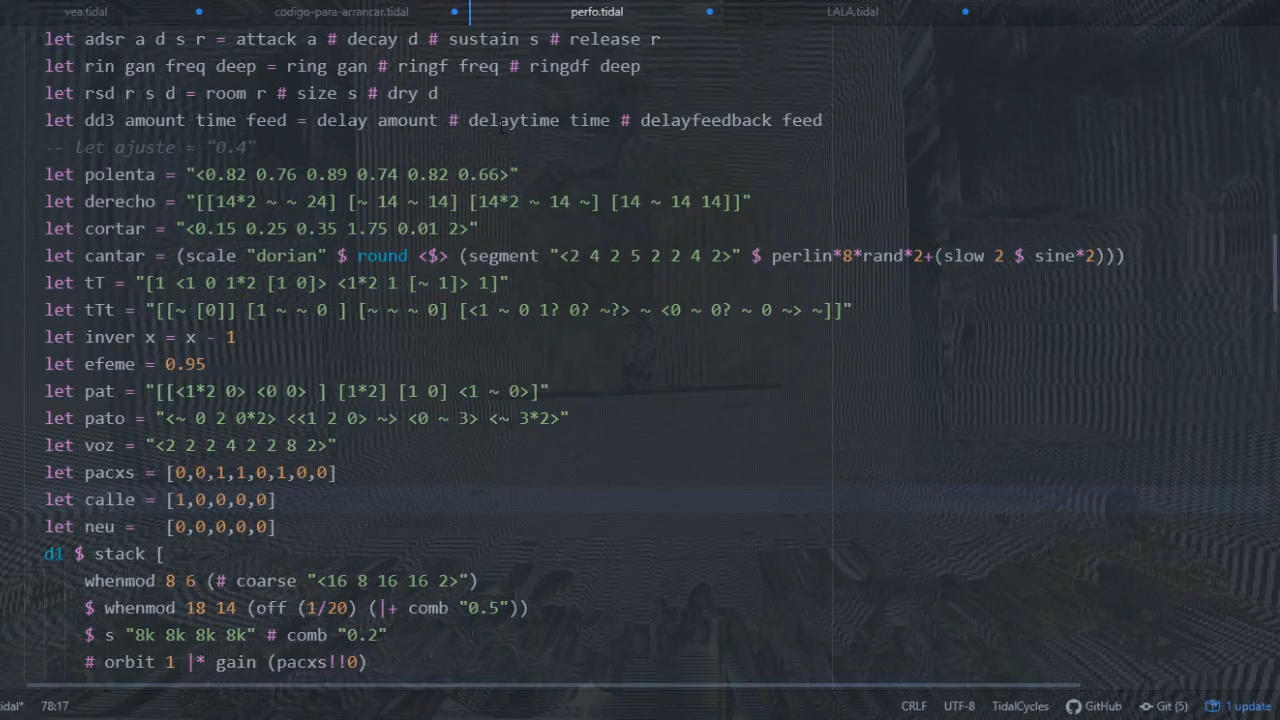 vea.tidal codigo-para-arrancar.tidal perfo.tidal LALA.tidal
let adsr a d s r = attack a # decay d # sustain s # release r
let rin gan freq deep = ring gan # ringf freq # ringdf deep
let rsd r s d = room r # size s # dry d
let dd3 amount time feed = delay amount # delaytime time # delayfeedback feed
-- let ajuste = "0.4"
let polenta = "<0.82 0.76 0.89 0.74 0.82 0.66>"
let derecho = "[[14*2 ~ ~ 24] [~ 14 ~ 14] [14*2 ~ 14 ~] [14 ~ 14 14]]"
let cortar = "<0.15 0.25 0.35 1.75 0.01 2>"
let cantar = (scale "dorian" $ round <$> (segment "<2 4 2 5 2 2 4 2>" $ perlin*8*rand*2+(slow 2 $ sine*2)))
let tT = "[1 <1 0 1*2 [1 0]> <1*2 1 [~ 1]> 1]"
let tTt = "[[~ [0]] [1 ~ ~ 0 ] [~ ~ ~ 0] [<1 ~ 0 1? 0? ~?> ~ <0 ~ 0? ~ 0 ~> ~]]"
let inver x = x - 1
let efeme = 0.95
let pat = "[[<1*2 0> <0 0> ] [1*2] [1 0] <1 ~ 0>]"
let pato = "<~ 0 2 0*2> <<1 2 0> ~> <0 ~ 3> <~ 3*2>"
let voz = "<2 2 2 4 2 2 8 2>"
let pacxs = [0,0,1,1,0,1,0,0]
let calle = [1,0,0,0,0]
let neu =   [0,0,0,0,0]
d1 $ stack [
whenmod 8 6 (# coarse "<16 8 16 16 2>")
$ whenmod 18 14 (off (1/20) (|+ comb "0.5"))
$ s "8k 8k 8k 8k" # comb "0.2"
# orbit 1 |* gain (pacxs!!0)
tidal* 78:17 CRLF UTF-8 TidalCycles GitHub Git (5) 1 update